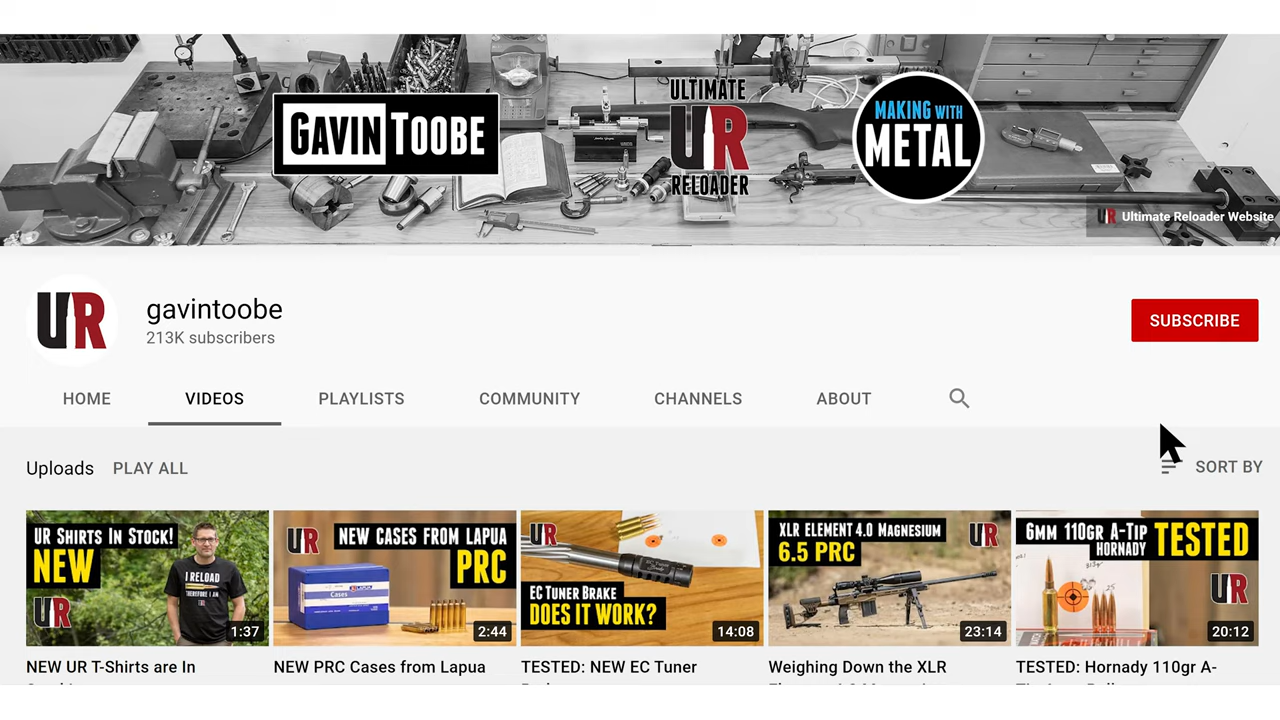 GAVIN TOOBE
ULTIMATE
UR
RELOADER
MAKING WITH
METAL
UR Ultimate Reloader Website
UR
gavintoobe
213K subscribers
SUBSCRIBE
HOME
VIDEOS
PLAYLISTS
COMMUNITY
CHANNELS
ABOUT
Uploads
PLAY ALL
SORT BY
UR SHIRTS IN STOCK!
NEW
I RELOAD
THEREFORE I AM
UR
1:37
UR
NEW CASES FROM LAPUA
PRC
Cases
2:44
UR
EC TUNER BRAKE
DOES IT WORK?
14:08
XLR ELEMENT 4.0 MAGNESIUM
6.5 PRC
UR
23:14
6MM 110GR A-TIP
HORNADY
TESTED
UR
20:12
NEW UR T-Shirts are In
NEW PRC Cases from Lapua
TESTED: NEW EC Tuner
Weighing Down the XLR
TESTED: Hornady 110gr A-